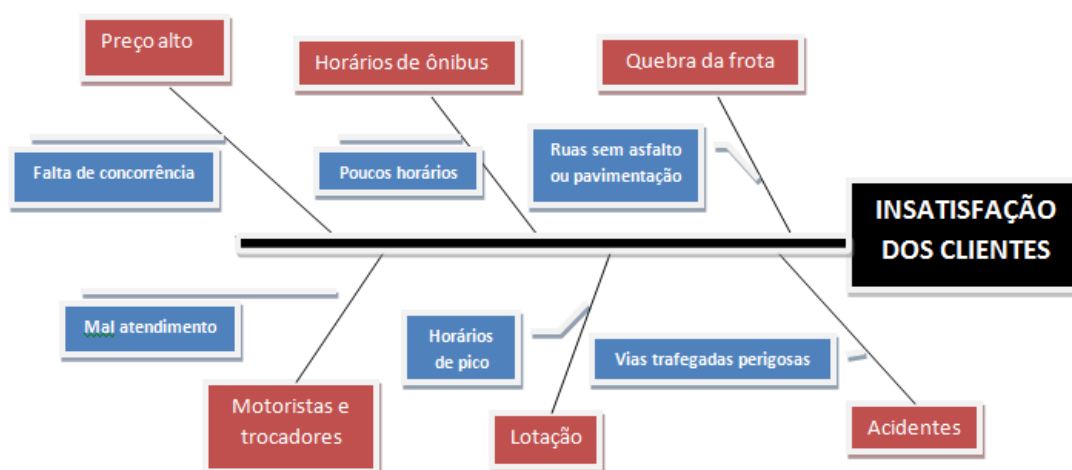 Preço alto
Horários de ônibus
Quebra da frota
Falta de concorrência
Poucos horários
Ruas sem asfalto
ou pavimentação
INSATISFAÇÃO
DOS CLIENTES
Mal atendimento
Horários
de pico
Vias trafegadas perigosas
Motoristas e
trocadores
Lotação
Acidentes